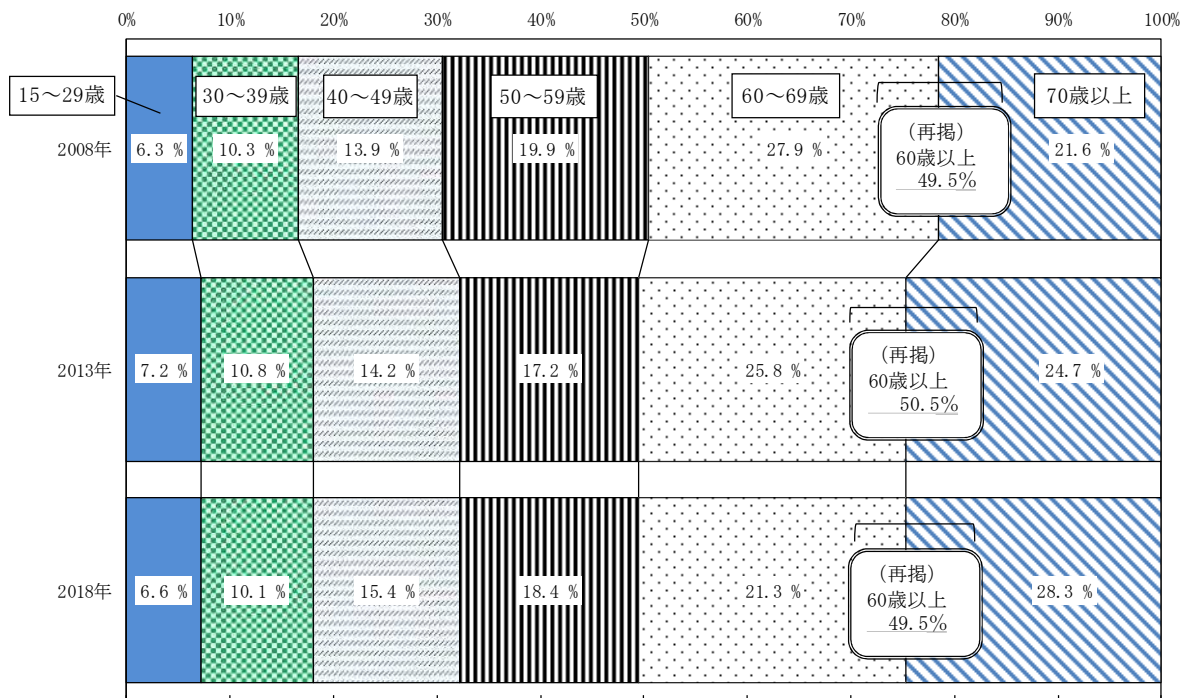 0% 10% 20% 30% 40% 50% 60% 70% 80% 90% 100%
15～29歳 30～39歳 40～49歳 50～59歳 60～69歳 70歳以上
2008年 6.3 % 10.3 % 13.9 % 19.9 % 27.9 % 21.6 %
(再掲)
60歳以上
49.5%
2013年 7.2 % 10.8 % 14.2 % 17.2 % 25.8 % 24.7 %
(再掲)
60歳以上
50.5%
2018年 6.6 % 10.1 % 15.4 % 18.4 % 21.3 % 28.3 %
(再掲)
60歳以上
49.5%